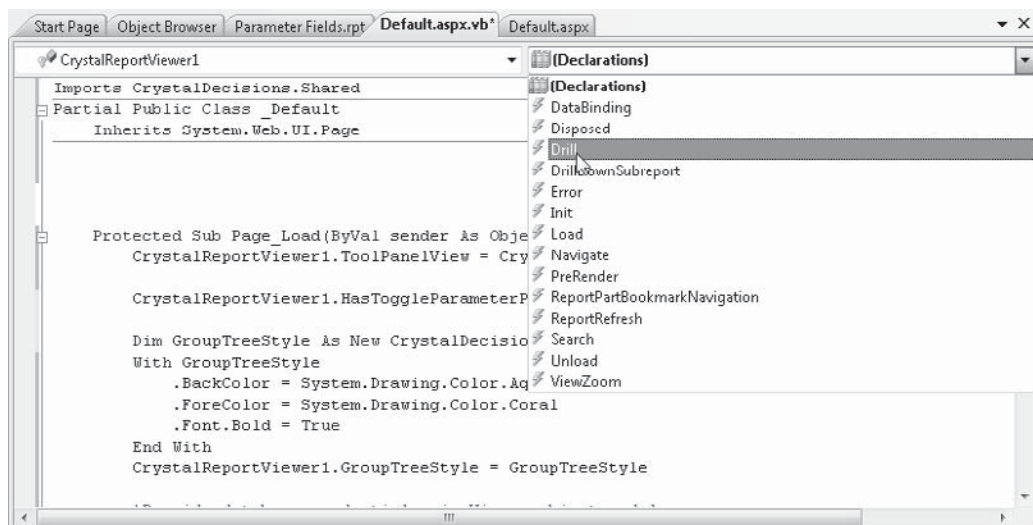 Start Page Object Browser Parameter Fields.rpt Default.aspx.vb* Default.aspx
CrystalReportViewer1 (Declarations)
Imports CrystalDecisions.Shared
Partial Public Class _Default
Inherits System.Web.UI.Page
Protected Sub Page_Load(ByVal sender As Obje
CrystalReportViewer1.ToolPanelView = Cry
CrystalReportViewer1.HasToggleParameterP
Dim GroupTreeStyle As New CrystalDecisio
With GroupTreeStyle
.BackColor = System.Drawing.Color.Aq
.ForeColor = System.Drawing.Color.Coral
.Font.Bold = True
End With
CrystalReportViewer1.GroupTreeStyle = GroupTreeStyle
(Declarations)
DataBinding
Disposed
Drill
DrillDownSubreport
Error
Init
Load
Navigate
PreRender
ReportPartBookmarkNavigation
ReportRefresh
Search
Unload
ViewZoom